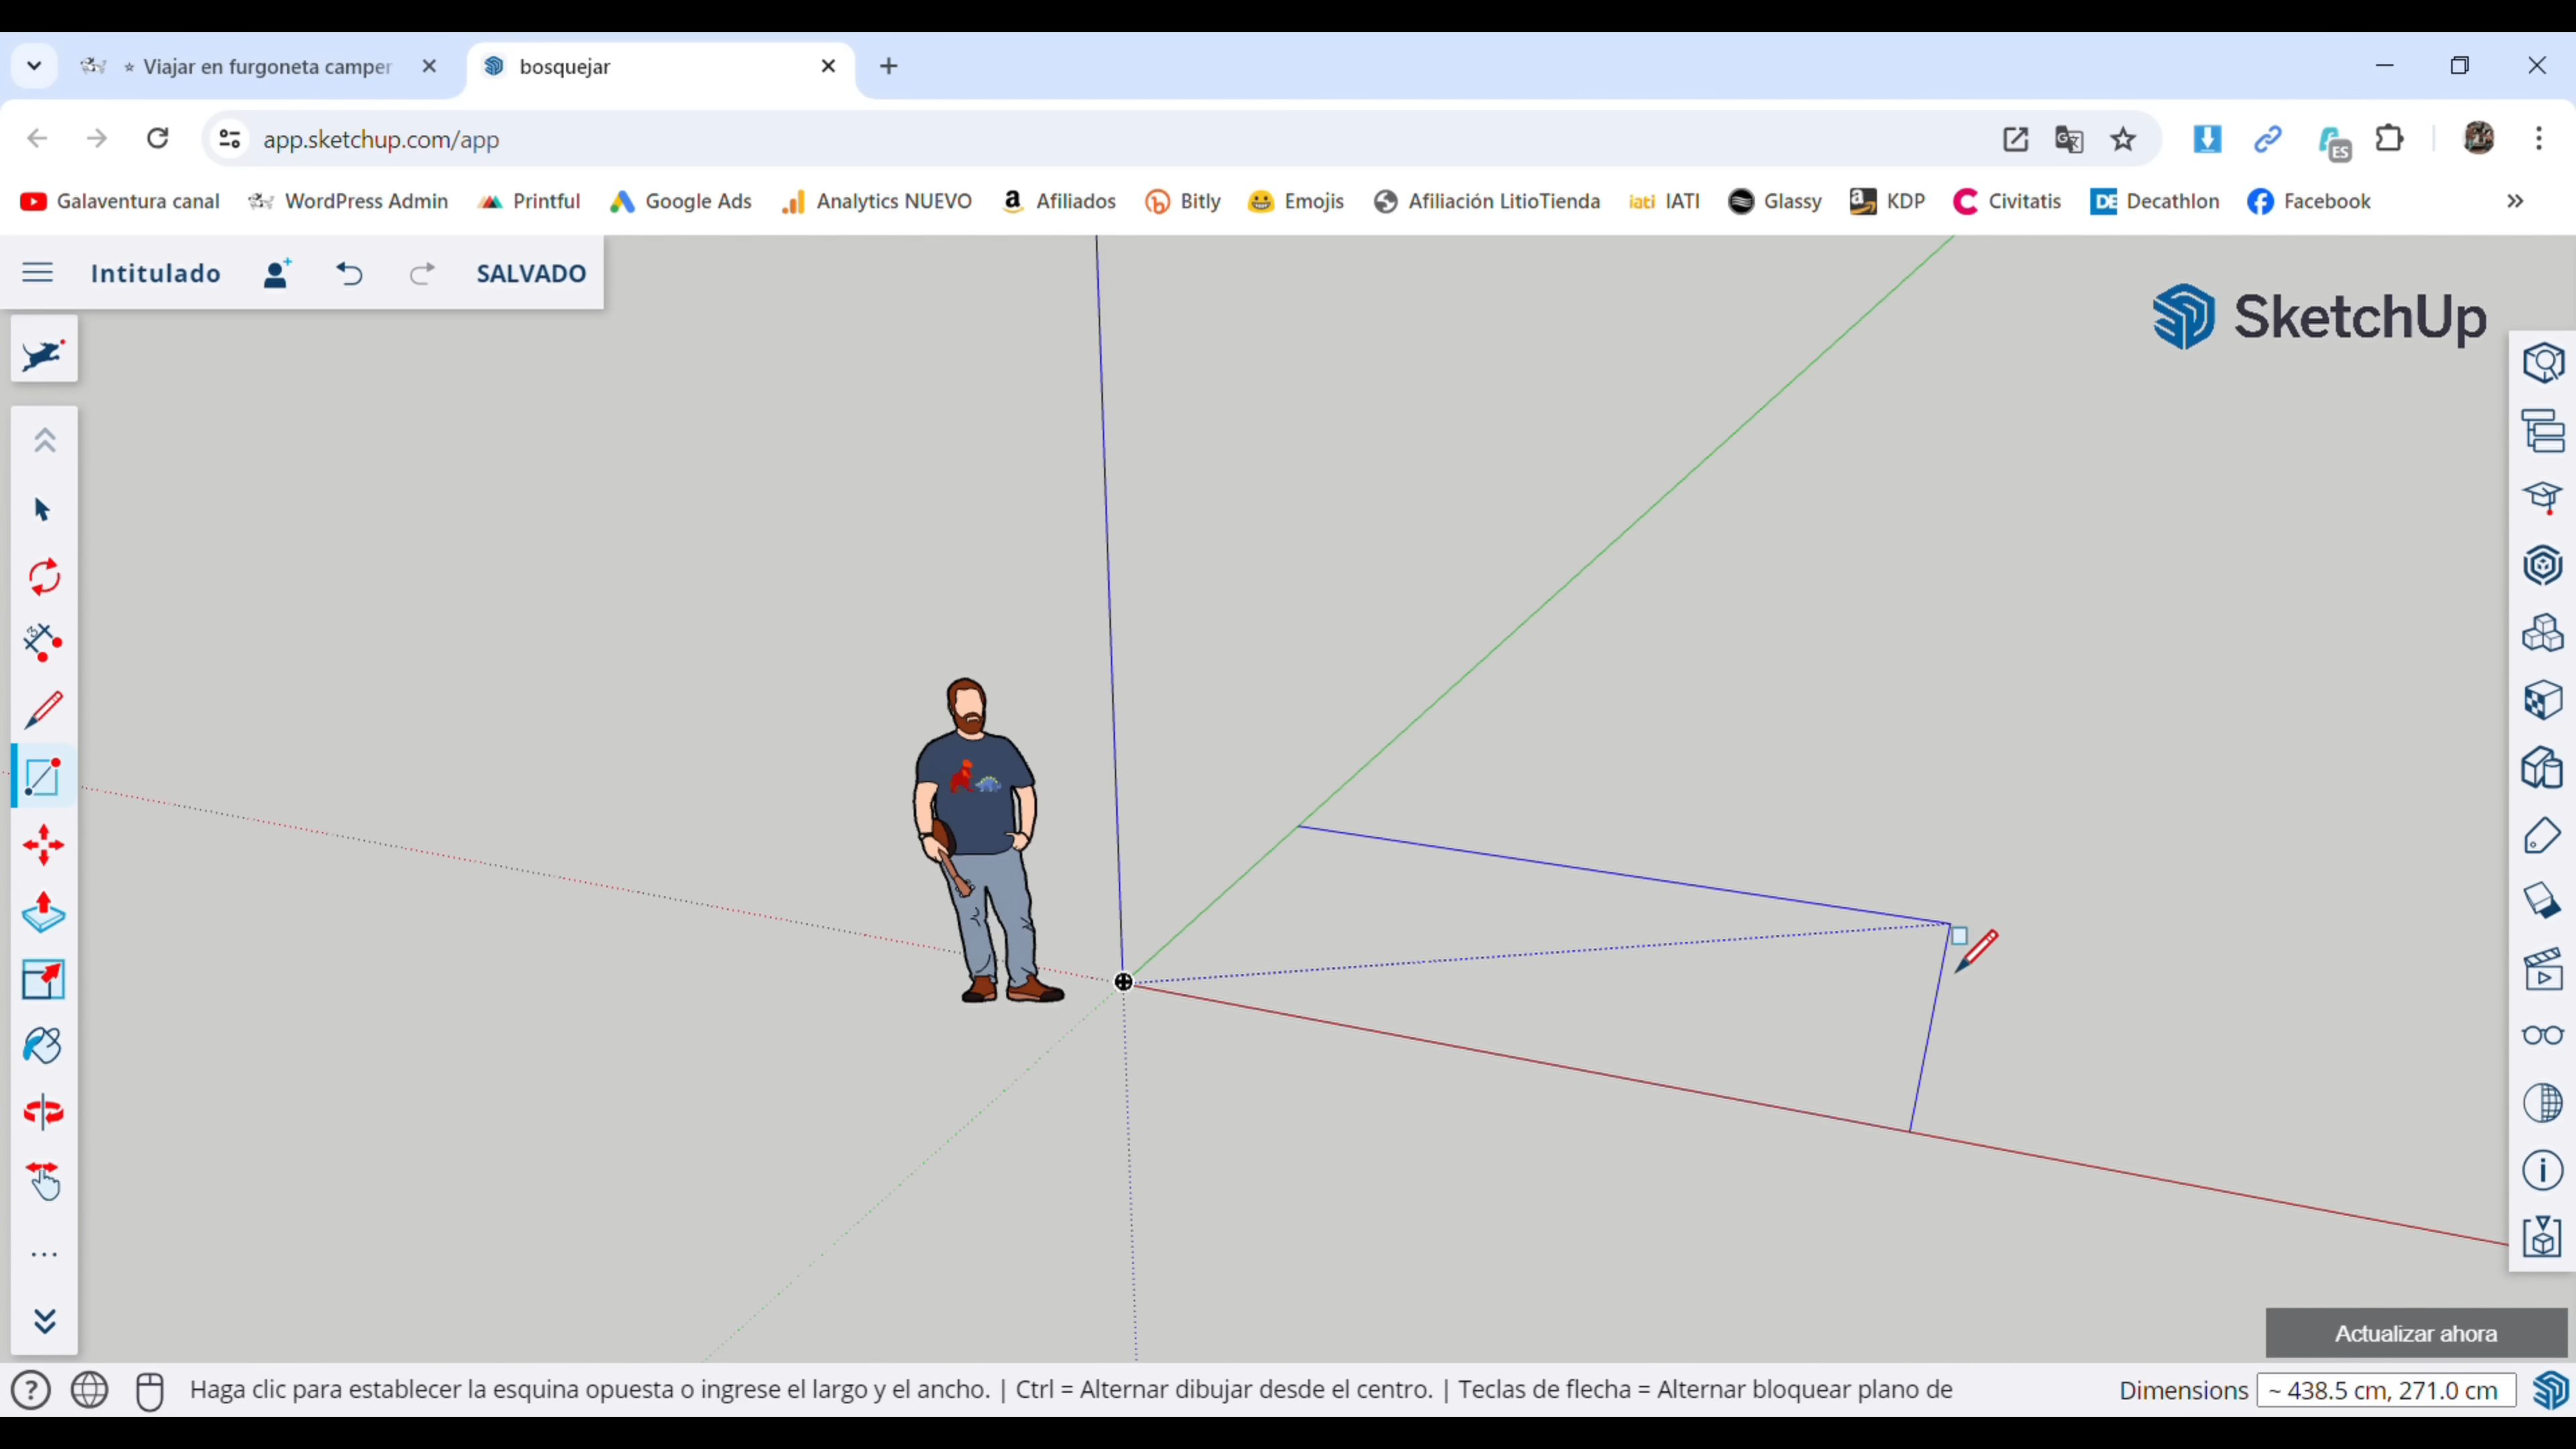 ⭐ Viajar en furgoneta camper
bosquejar
app.sketchup.com/app
ES
Galaventura canal
WordPress Admin
Printful
Google Ads
Analytics NUEVO
a Afiliados
Bitly
Emojis
Afiliación LitioTienda
iati IATI
Glassy
KDP
Civitatis
DE Decathlon
Facebook
Intitulado
SALVADO
SketchUp
Actualizar ahora
Haga clic para establecer la esquina opuesta o ingrese el largo y el ancho. | Ctrl = Alternar dibujar desde el centro. | Teclas de flecha = Alternar bloquear plano de
Dimensions ~ 438.5 cm, 271.0 cm